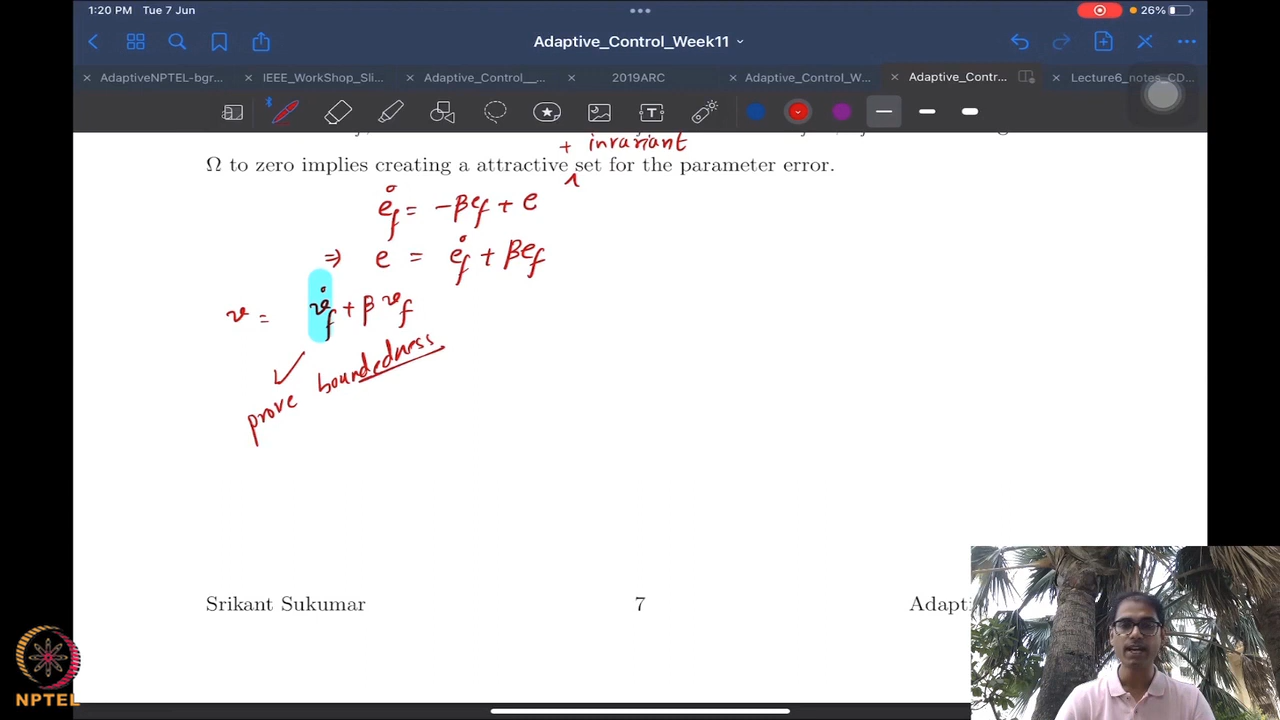 1:20 PM Tue 7 Jun
26%
Adaptive_Control_Week11
AdaptiveNPTEL-bgr...
IEEE_WorkShop_Sli...
Adaptive_Control__...
2019ARC
Adaptive_Control_W...
Adaptive_Contr...
Lecture6_notes_CD...
+ invariant
Ω to zero implies creating a attractive set for the parameter error.
ė_f = -βe_f + e
⇒ e = ė_f + βe_f
v = v̇_f + βv_f
prove boundedness
Srikant Sukumar
7
Adapti
NPTEL